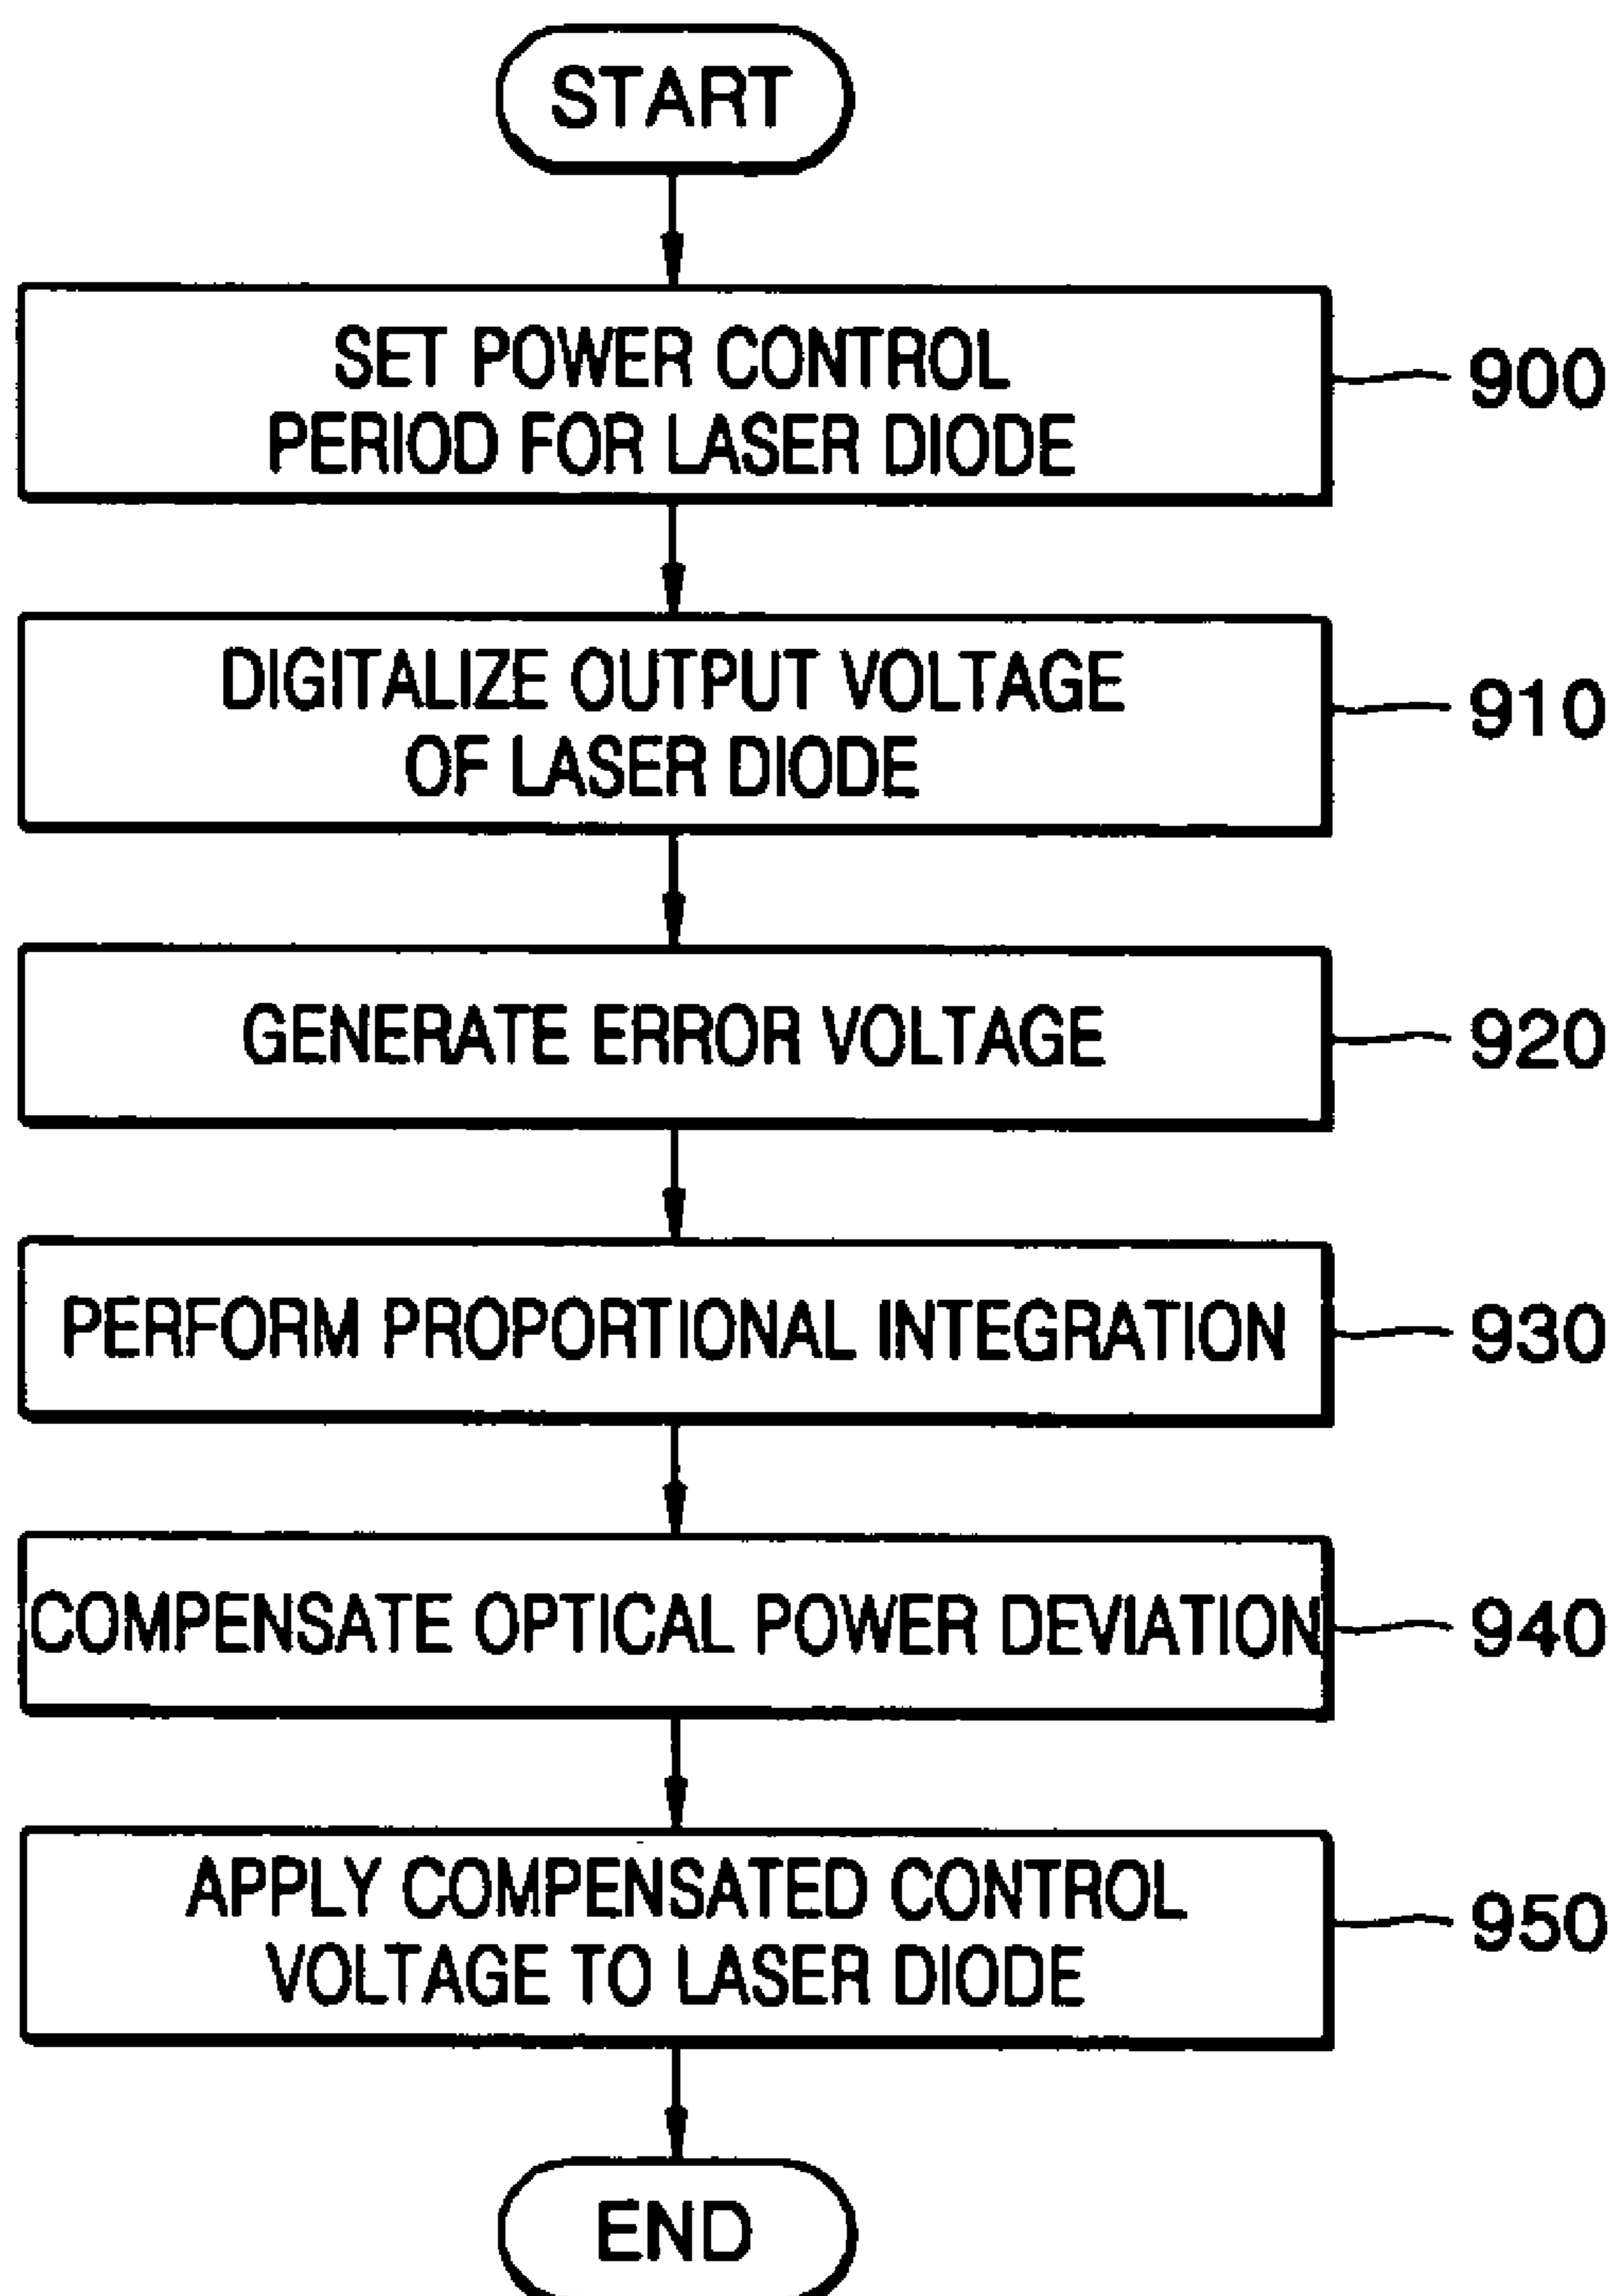 START
SET POWER CONTROL
PERIOD FOR LASER DIODE
900
DIGITALIZE OUTPUT VOLTAGE
OF LASER DIODE
910
GENERATE ERROR VOLTAGE
920
PERFORM PROPORTIONAL INTEGRATION
930
COMPENSATE OPTICAL POWER DEVIATION
940
APPLY COMPENSATED CONTROL
VOLTAGE TO LASER DIODE
950
END